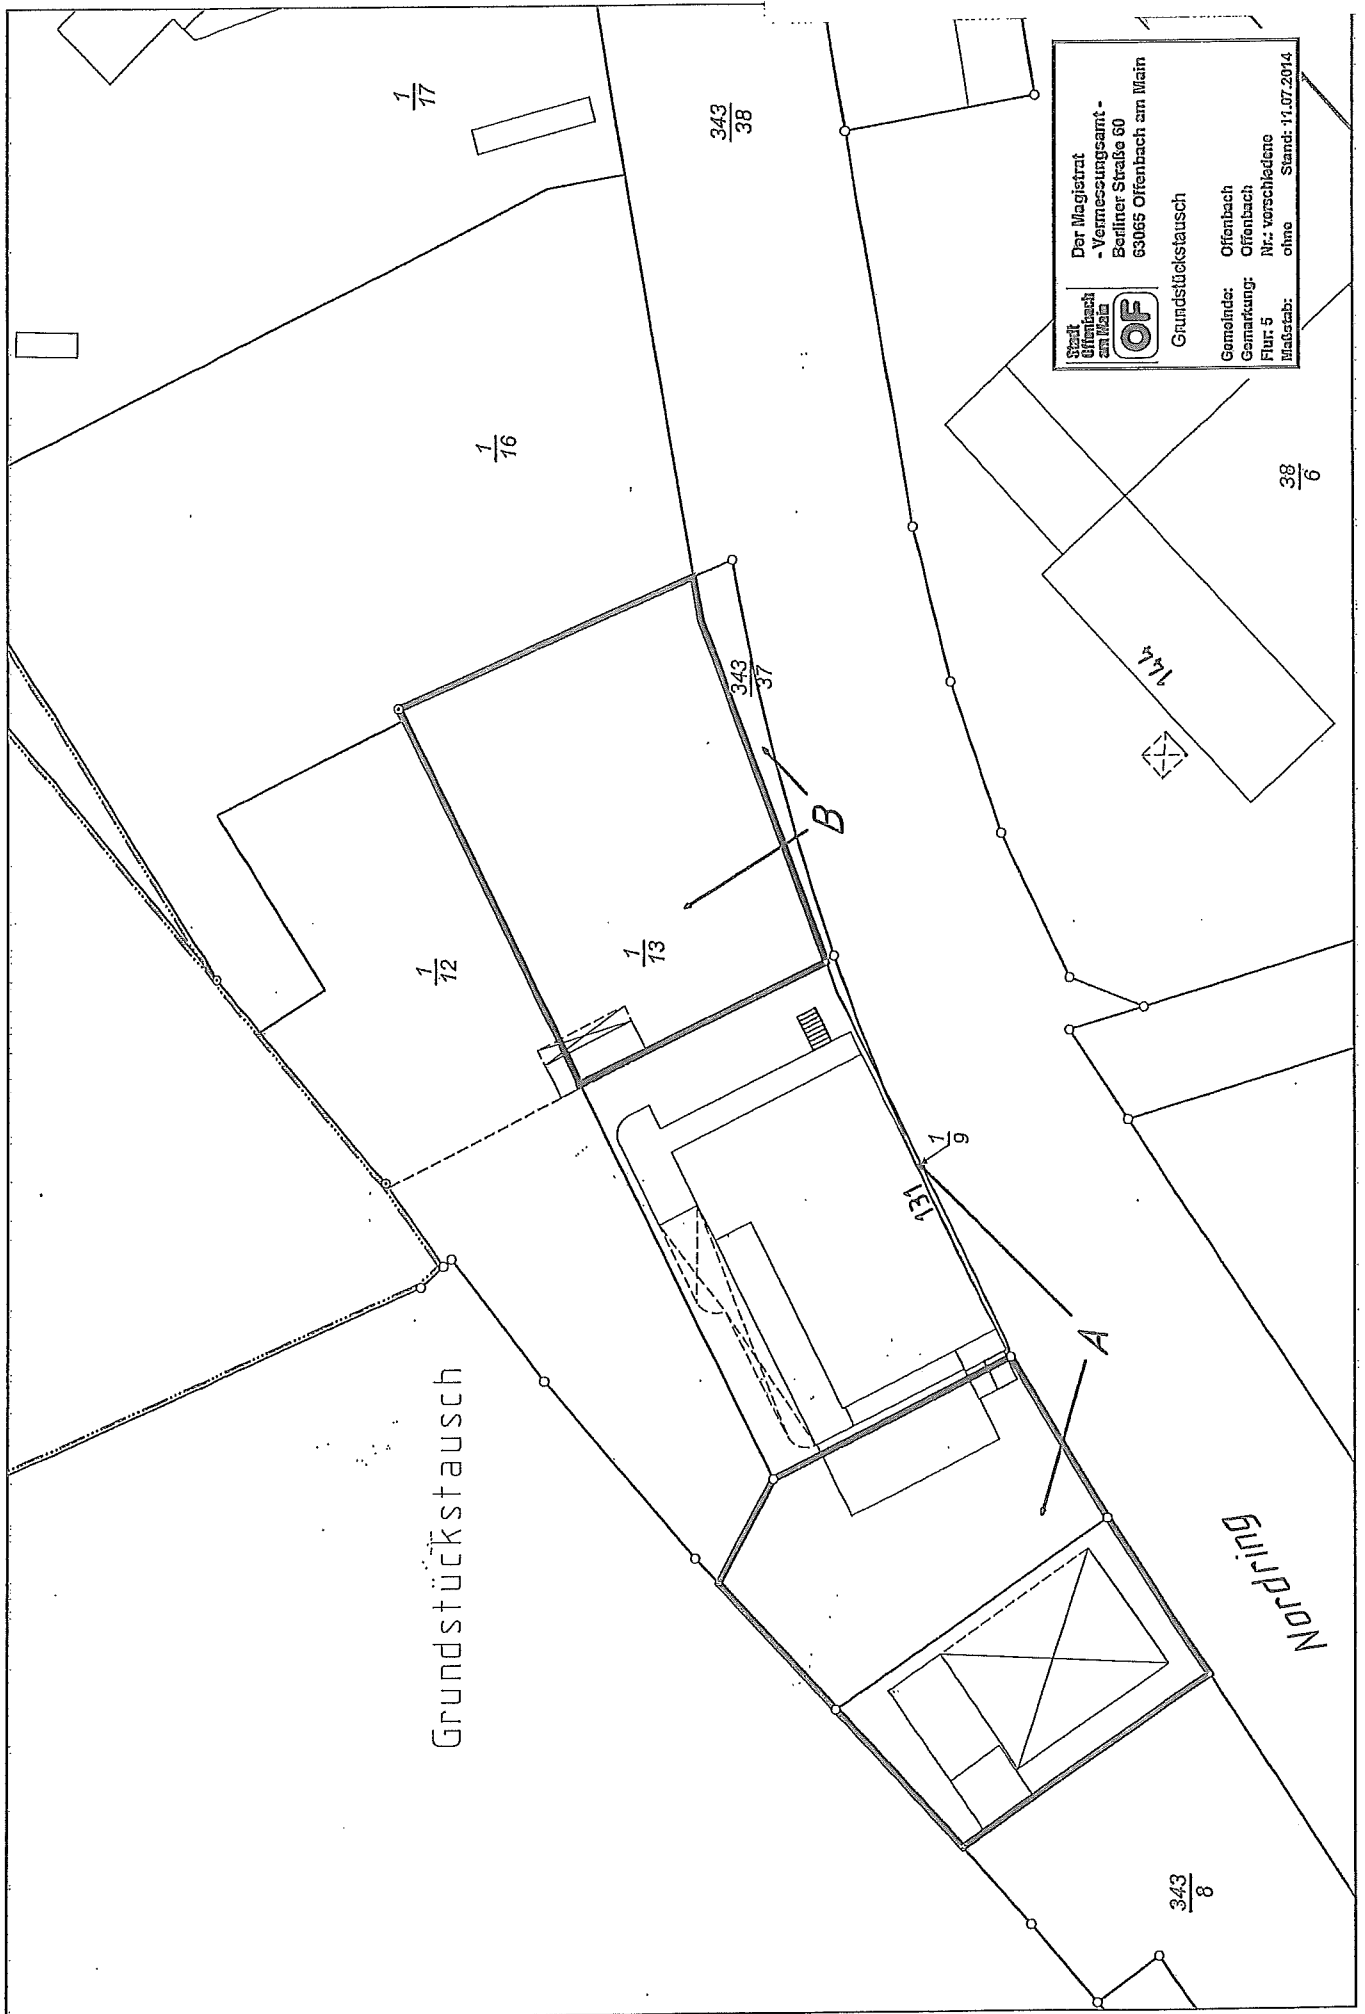 Grundstückstausch
1
17
343
38
1
16
1
12
1
13
343
37
B
1
9
131
A
144
38
6
Nordring
343
8
Stadt
Offenbach
am Main
OF
Der Magistrat
- Vermessungsamt -
Berliner Straße 60
63065 Offenbach am Main
Grundstückstausch
Gemeinde: Offenbach
Gemarkung: Offenbach
Flur: 5 Nr.: verschiedene
Maßstab: ohne Stand: 11.07.2014